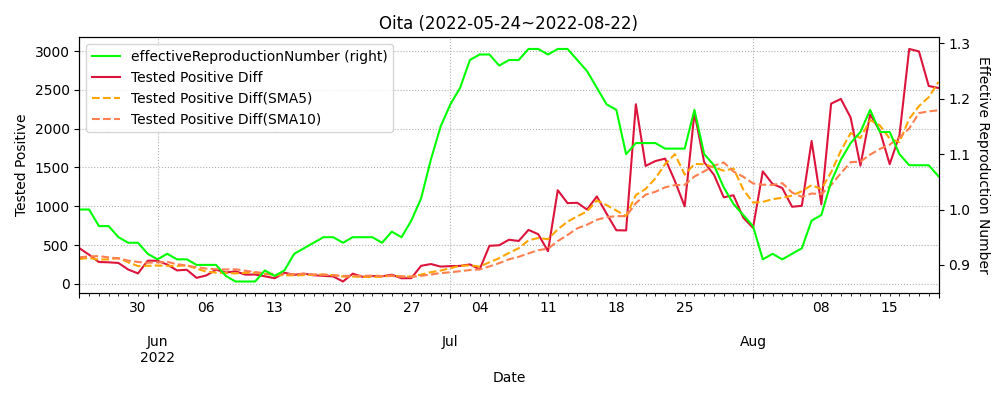 Oita (2022-05-24~2022-08-22)
effectiveReproductionNumber (right)
Tested Positive Diff
Tested Positive Diff(SMA5)
Tested Positive Diff(SMA10)
Tested Positive
3000
2500
2000
1500
1000
500
0
1.3
1.2
1.1
1.0
0.9
Effective Reproduction Number
30 06 13 20 27 04 11 18 25 08 15
Jun Jul Aug
2022
Date